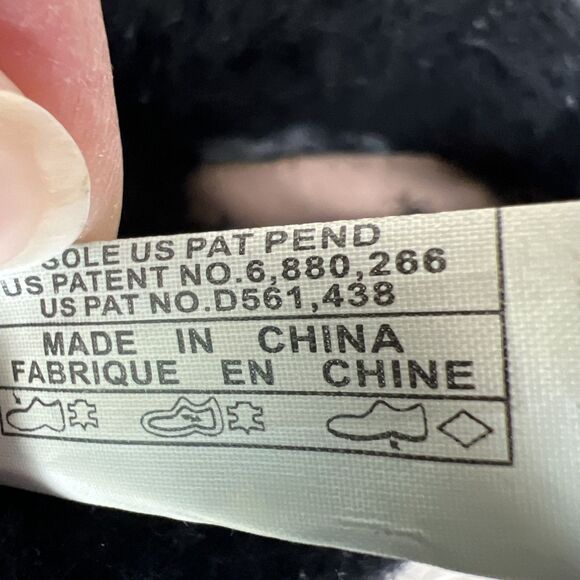 SOLE US PAT PEND
US PATENT NO.6,880,266
US PAT NO.D561,438
MADE IN CHINA
FABRIQUE EN CHINE